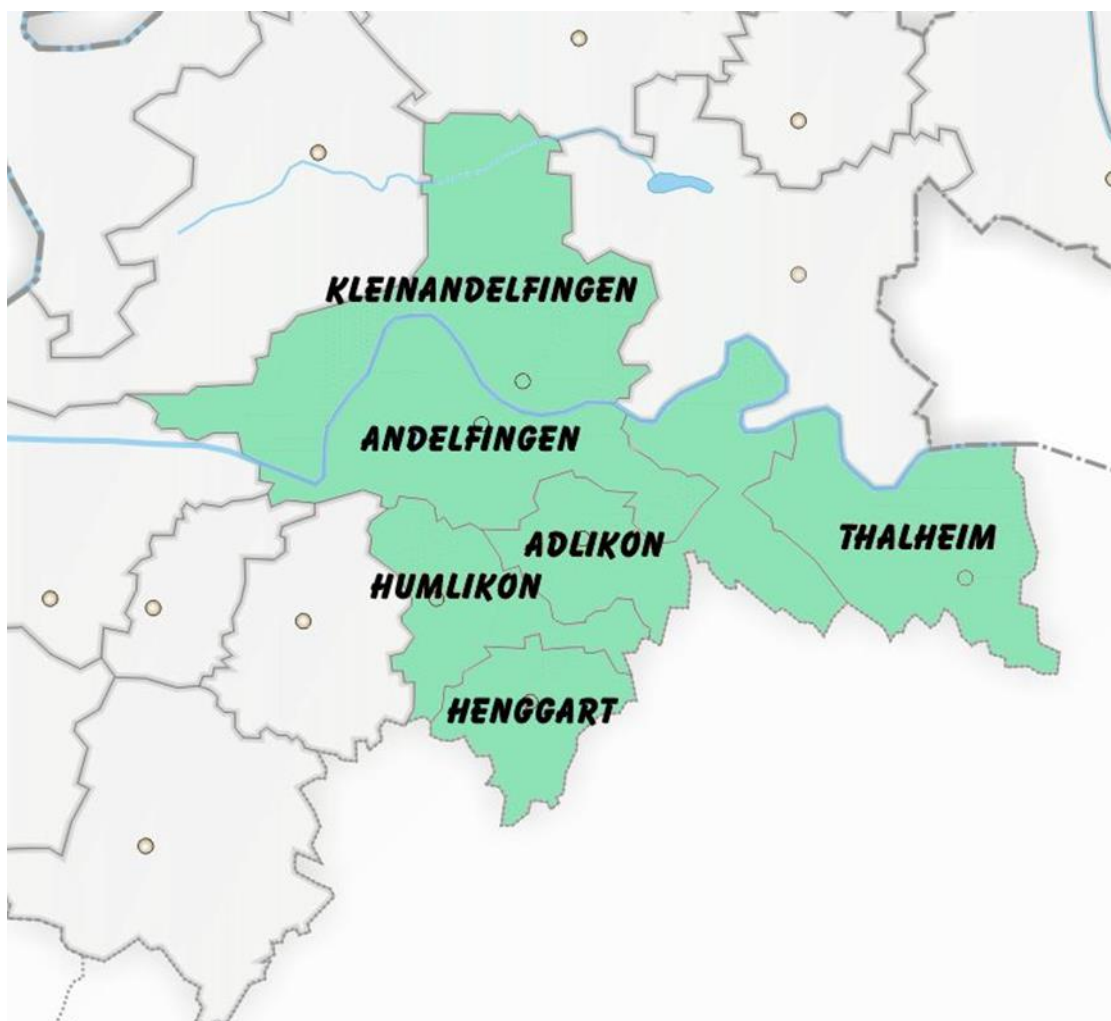 KLEINANDELFINGEN
ANDELFINGEN
ADLIKON
THALHEIM
HUMLIKON
HENGGART